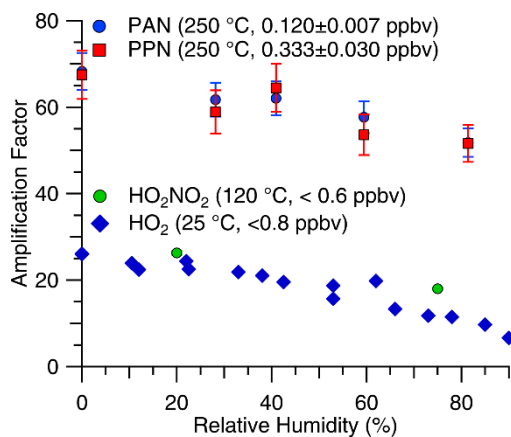 80
60
40
20
0
Amplification Factor
PAN (250 °C, 0.120±0.007 ppbv)
PPN (250 °C, 0.333±0.030 ppbv)
HO₂NO₂ (120 °C, < 0.6 ppbv)
HO₂ (25 °C, <0.8 ppbv)
0 20 40 60 80
Relative Humidity (%)